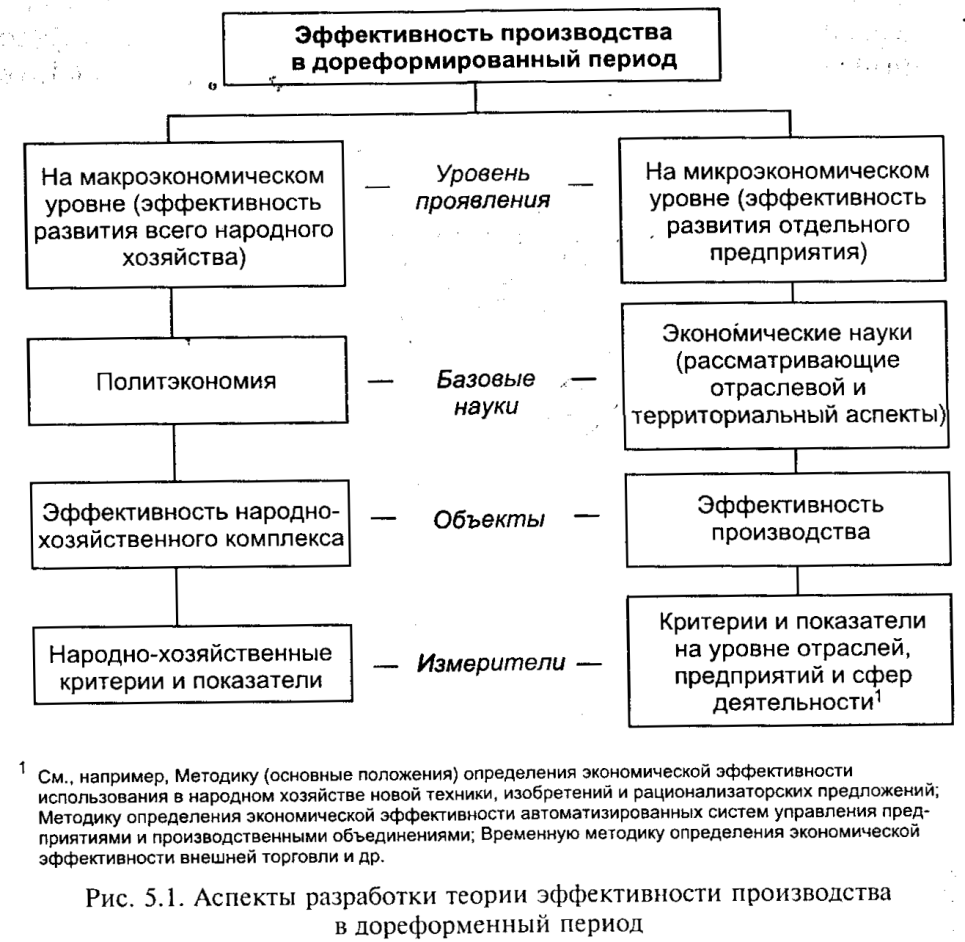 Эффективность производства
в дореформированный период
На макроэкономическом
уровне (эффективность
развития всего народного
хозяйства)
— Уровень —
проявления
На микроэкономическом
уровне (эффективность
развития отдельного
предприятия)
Политэкономия
— Базовые —
науки
Экономические науки
(рассматривающие
отраслевой и
территориальный аспекты)
Эффективность народно-
хозяйственного комплекса
— Объекты —
Эффективность
производства
Народно-хозяйственные
критерии и показатели
— Измерители —
Критерии и показатели
на уровне отраслей,
предприятий и сфер
деятельности¹
¹ См., например, Методику (основные положения) определения экономической эффективности
использования в народном хозяйстве новой техники, изобретений и рационализаторских предложений;
Методику определения экономической эффективности автоматизированных систем управления пред-
приятиями и производственными объединениями; Временную методику определения экономической
эффективности внешней торговли и др.
Рис. 5.1. Аспекты разработки теории эффективности производства
в дореформенный период